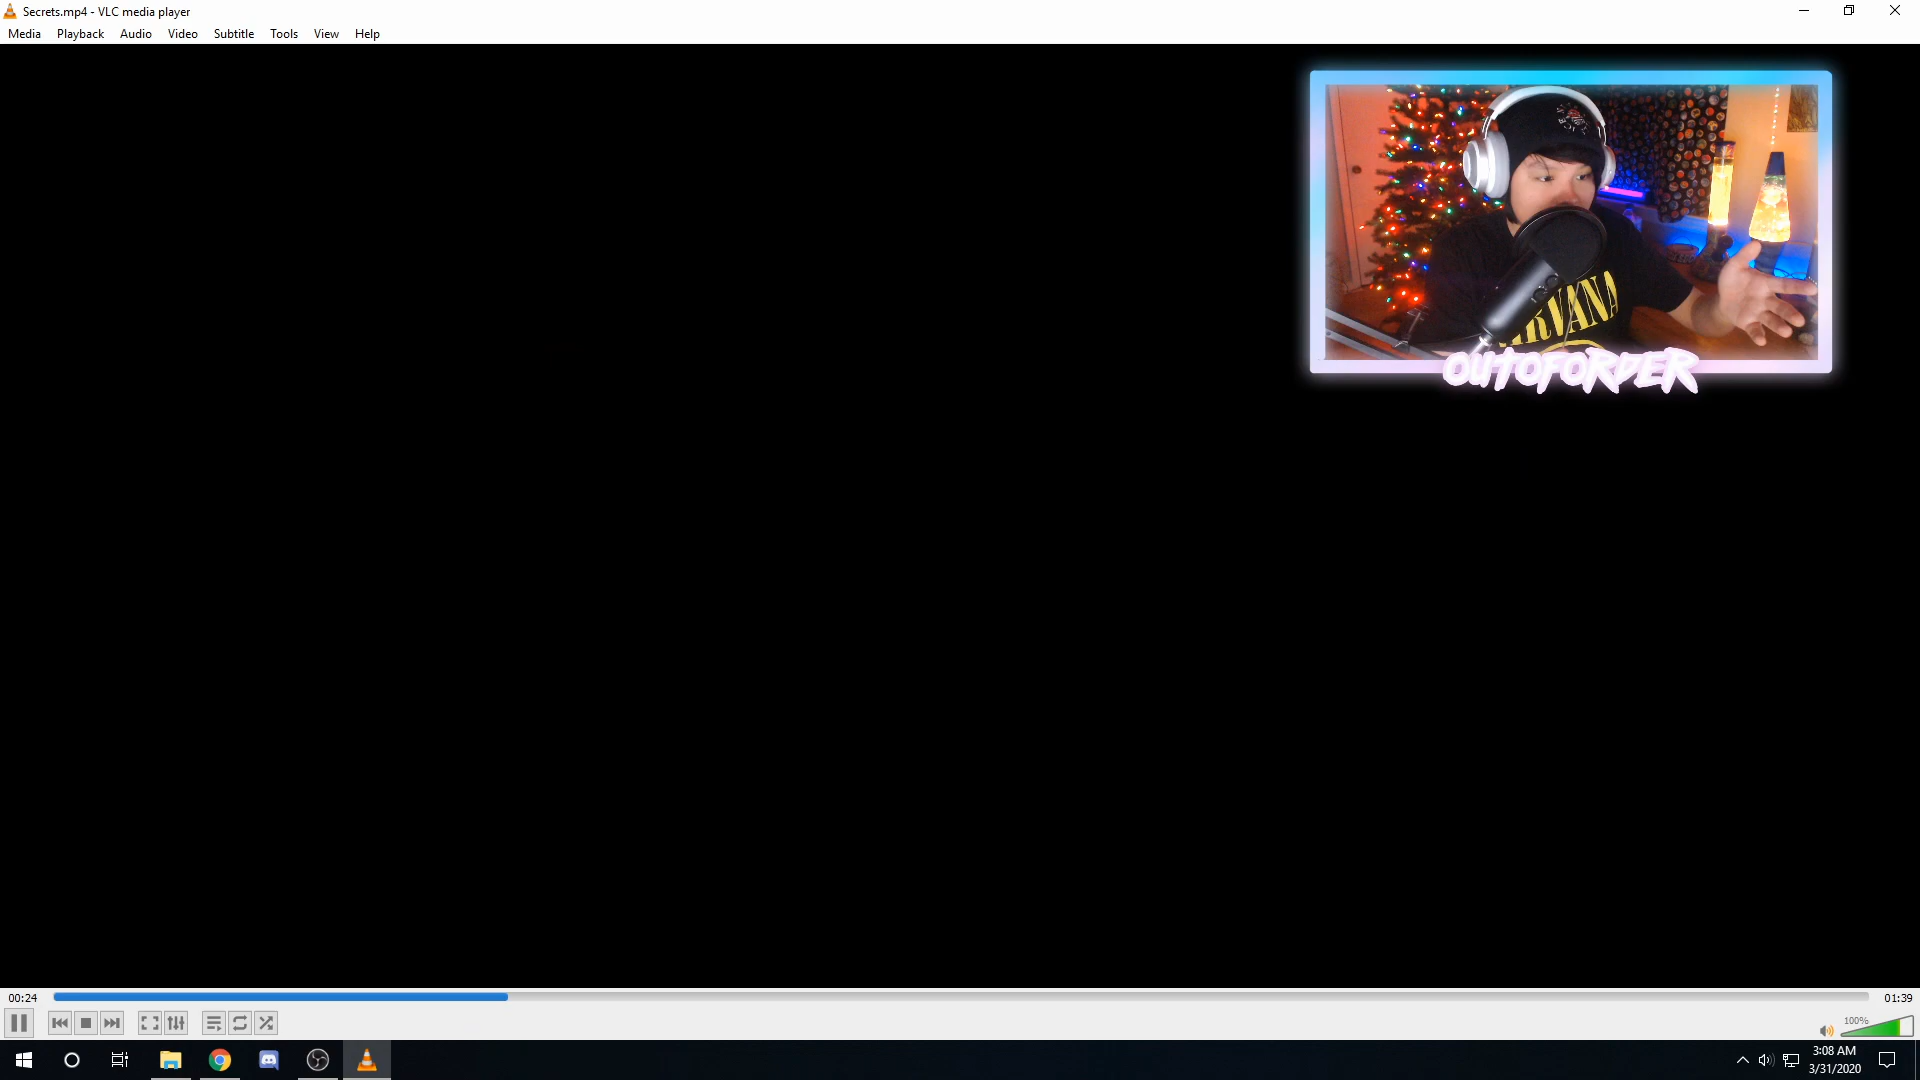 Secrets.mp4 - VLC media player
Media Playback Audio Video Subtitle Tools View Help
NIRVANA
OUTOFORDER
00:24
01:39
100%
3:08 AM
3/31/2020